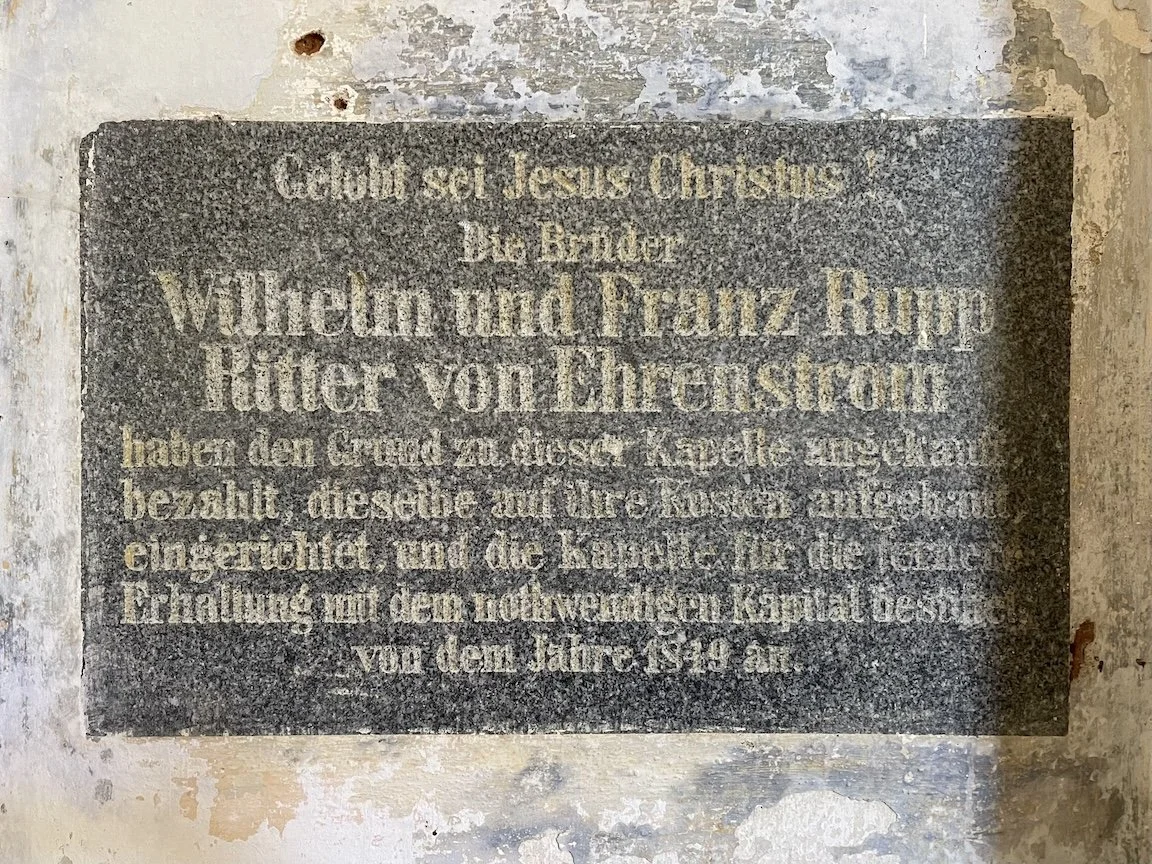 Gelobt sei Jesus Christus !
Die Brüder
Wilhelm und Franz Rupp
Ritter von Ehrenstrom
haben den Grund zu dieser Kapelle angekauft,
bezahlt, dieselbe auf ihre Kosten aufgebaut,
eingerichtet, und die Kapelle für die fernere
Erhaltung mit dem nothwendigen Kapital bestiftet,
von dem Jahre 1849 an.